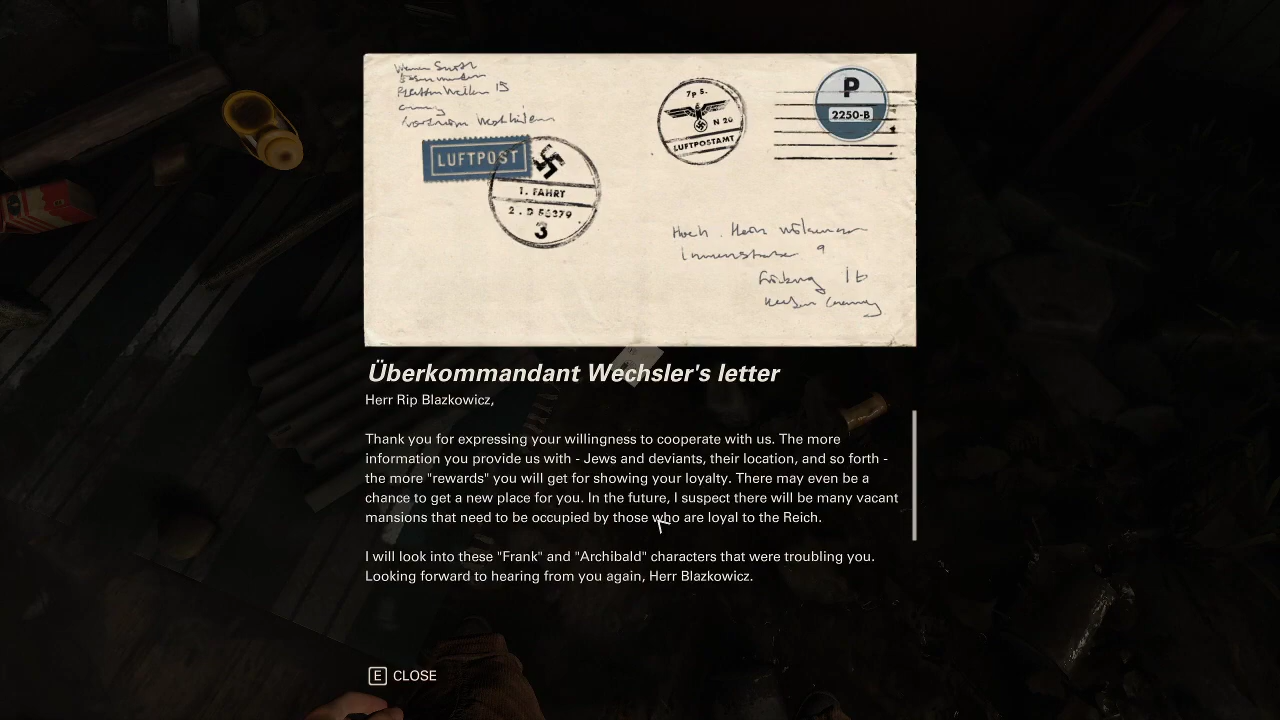 15
LUFTPOST
1. FAHRT
3
7p S.
N 20
LUFTPOSTAMT
P
2250-B
9
Überkommandant Wechsler's letter
Herr Rip Blazkowicz,
Thank you for expressing your willingness to cooperate with us. The more
information you provide us with - Jews and deviants, their location, and so forth -
the more "rewards" you will get for showing your loyalty. There may even be a
chance to get a new place for you. In the future, I suspect there will be many vacant
mansions that need to be occupied by those who are loyal to the Reich.
I will look into these "Frank" and "Archibald" characters that were troubling you.
Looking forward to hearing from you again, Herr Blazkowicz.
E CLOSE